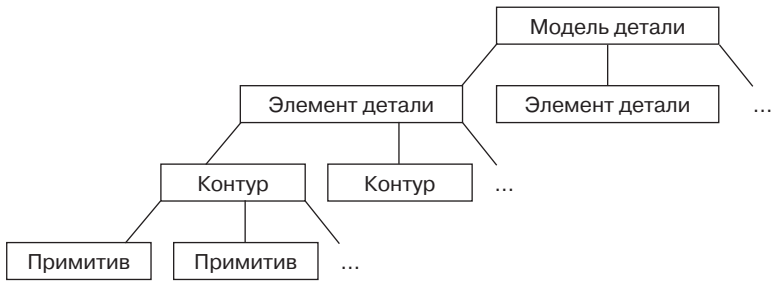 Модель детали
Элемент детали
Элемент детали
...
Контур
Контур
...
Примитив
Примитив
...